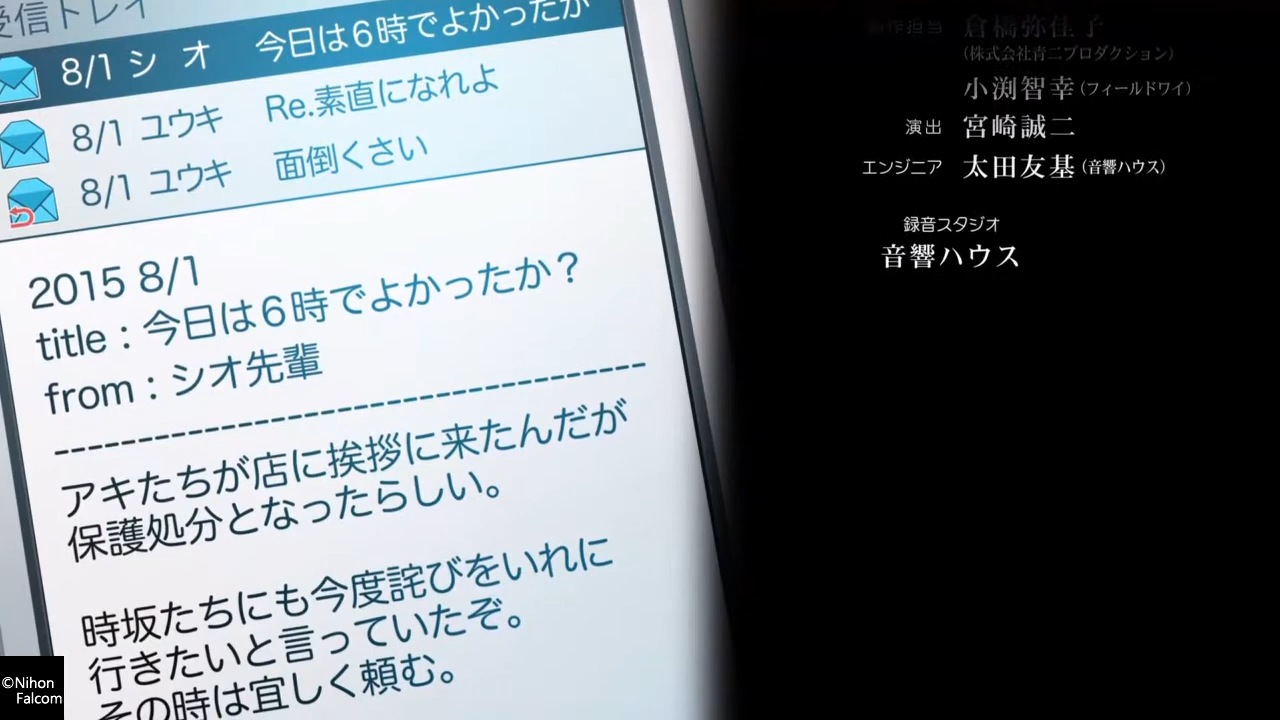 受信トレイ
8/1 シ オ 今日は6時でよかったか
8/1 ユウキ Re.素直になれよ
8/1 ユウキ 面倒くさい
2015 8/1
title：今日は６時でよかったか？
from：シオ先輩
--------------------------------------------
アキたちが店に挨拶に来たんだが
保護処分となったらしい。
時坂たちにも今度詫びをいれに
行きたいと言っていたぞ。
その時は宜しく頼む。
制作担当 倉橋弥佳子
(株式会社青二プロダクション)
小渕智幸(フィールドワイ)
演出 宮崎誠二
エンジニア 太田友基(音響ハウス)
録音スタジオ
音響ハウス
©Nihon
Falcom